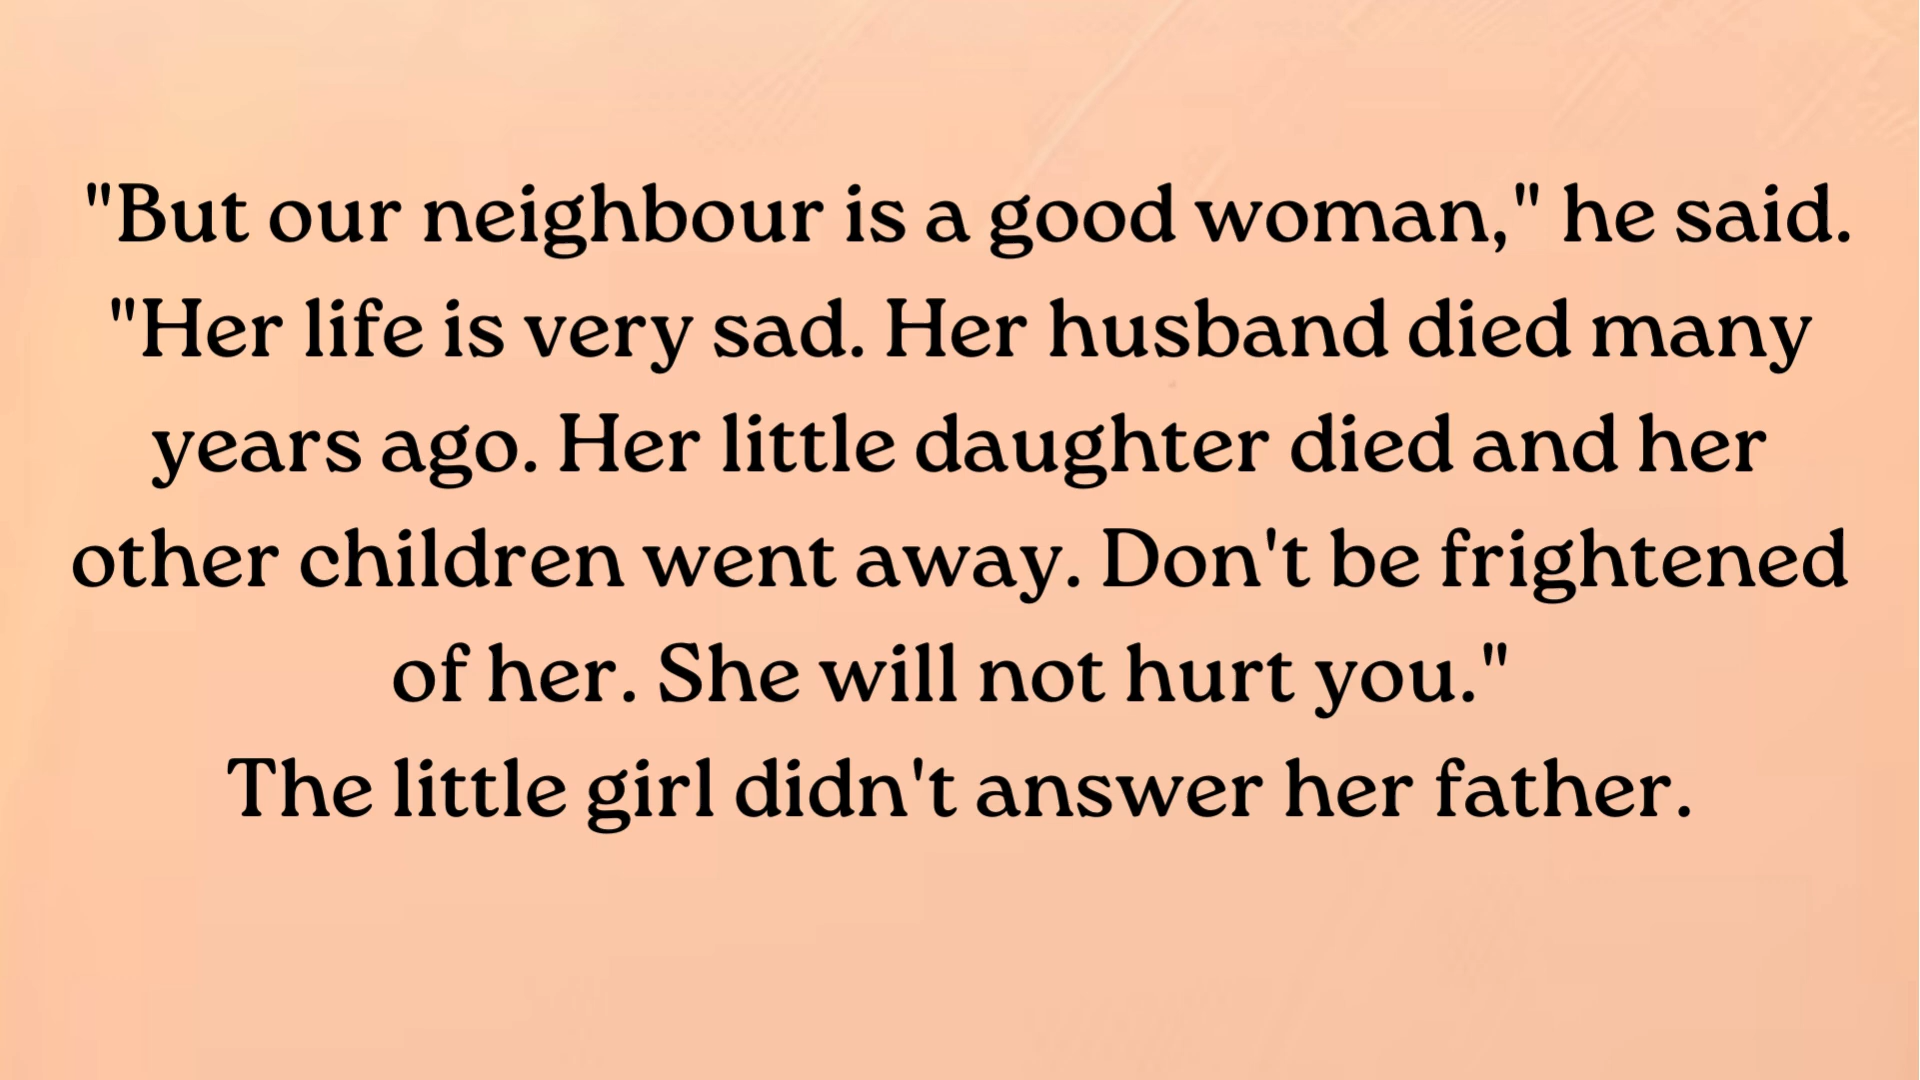 "But our neighbour is a good woman," he said.
"Her life is very sad. Her husband died many
years ago. Her little daughter died and her
other children went away. Don't be frightened
of her. She will not hurt you."
The little girl didn't answer her father.